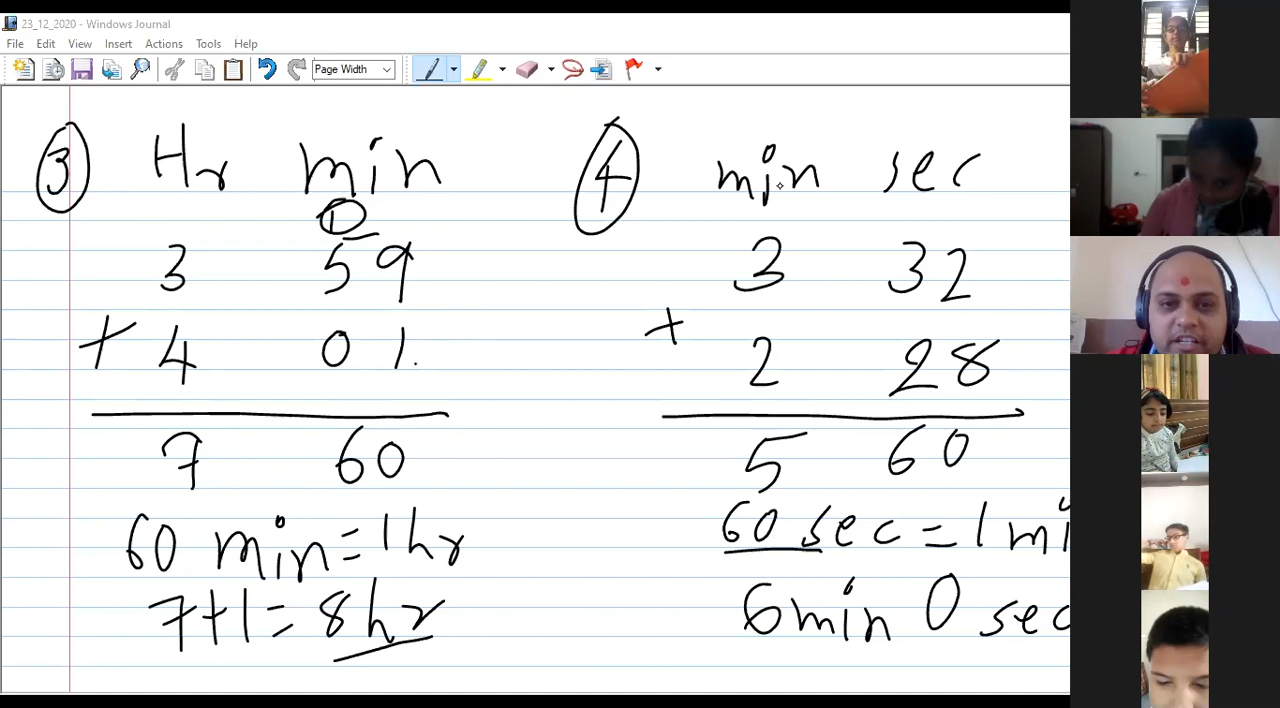 23_12_2020 - Windows Journal
File Edit View Insert Actions Tools Help
Page Width
3 Hr min
1
3 59
+ 4 01.
7 60
60 min = 1 hr
7+1 = 8 hr
4 min sec
3 32
+ 2 28
5 60
60 sec = 1 mi
6 min 0 sec